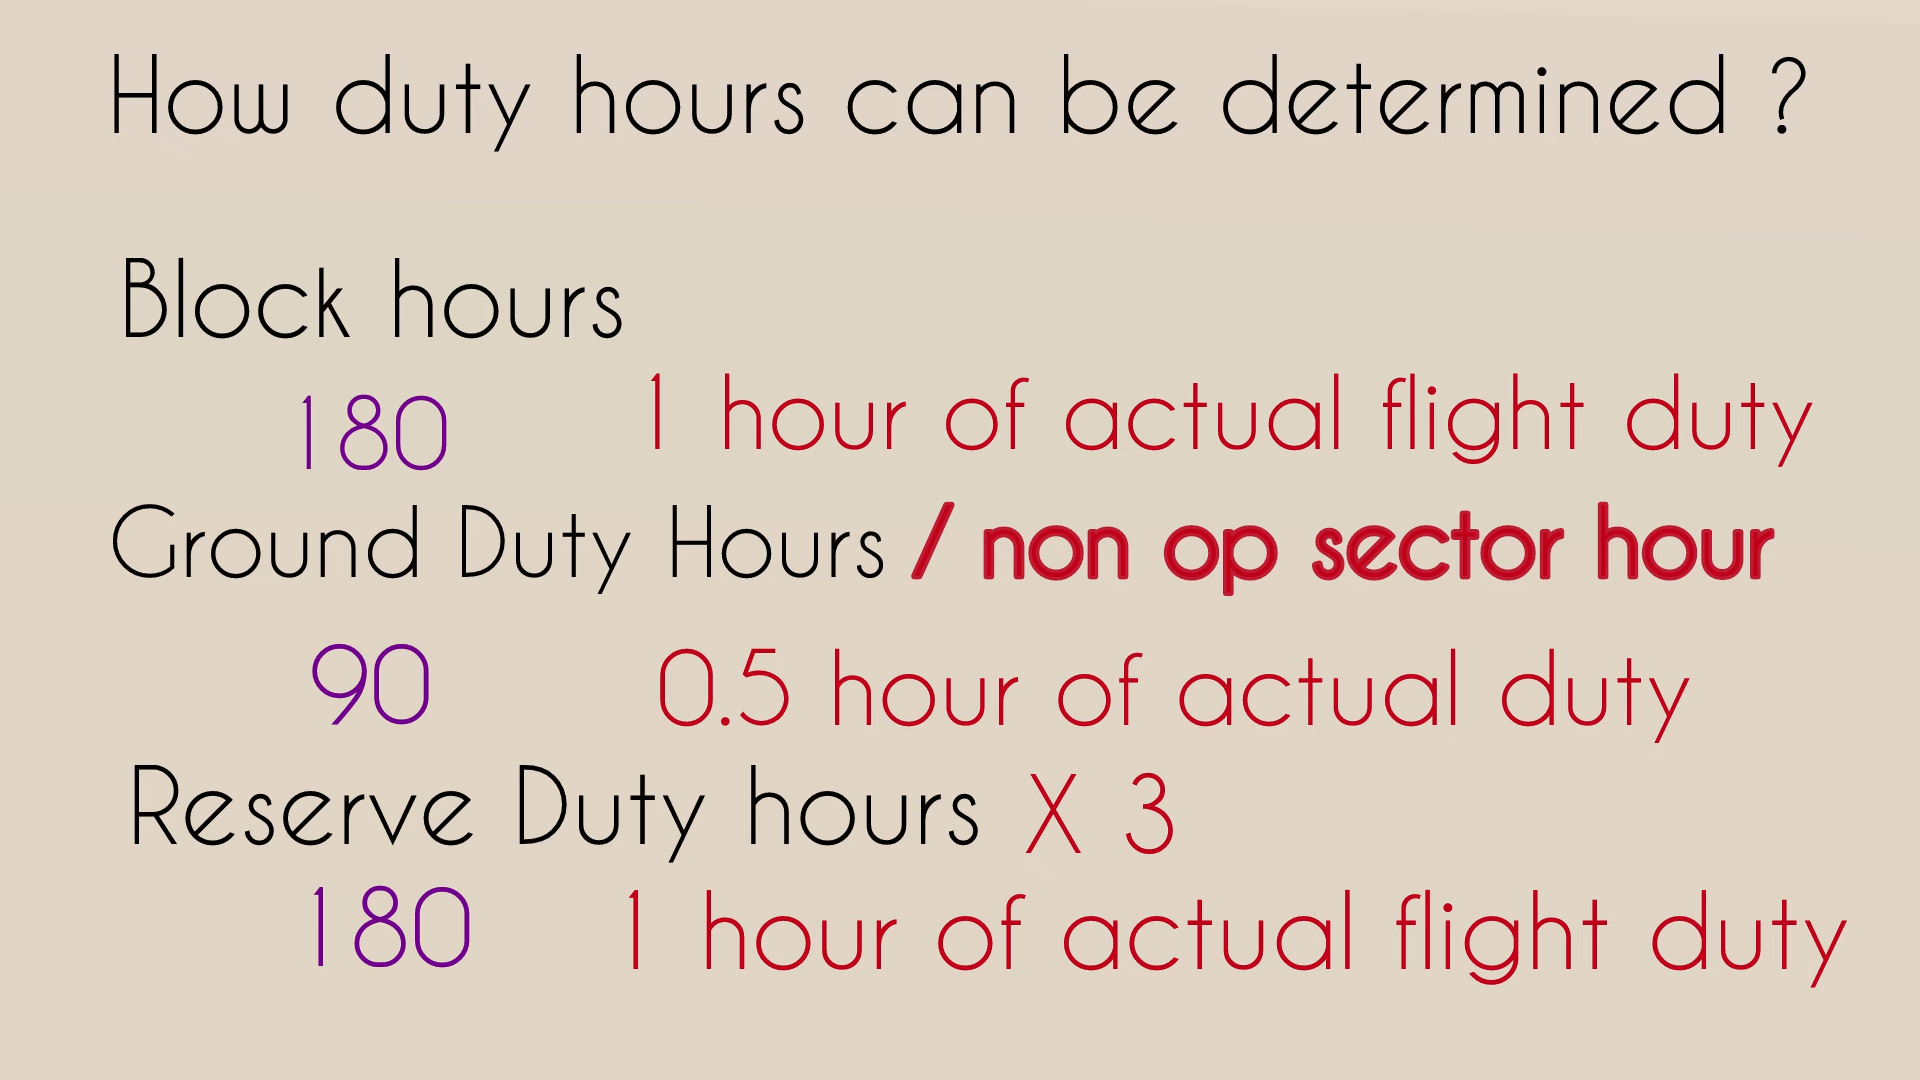 How duty hours can be determined ?
Block hours
180 1 hour of actual flight duty
Ground Duty Hours / non op sector hour
90 0.5 hour of actual duty
Reserve Duty hours X 3
180 1 hour of actual flight duty